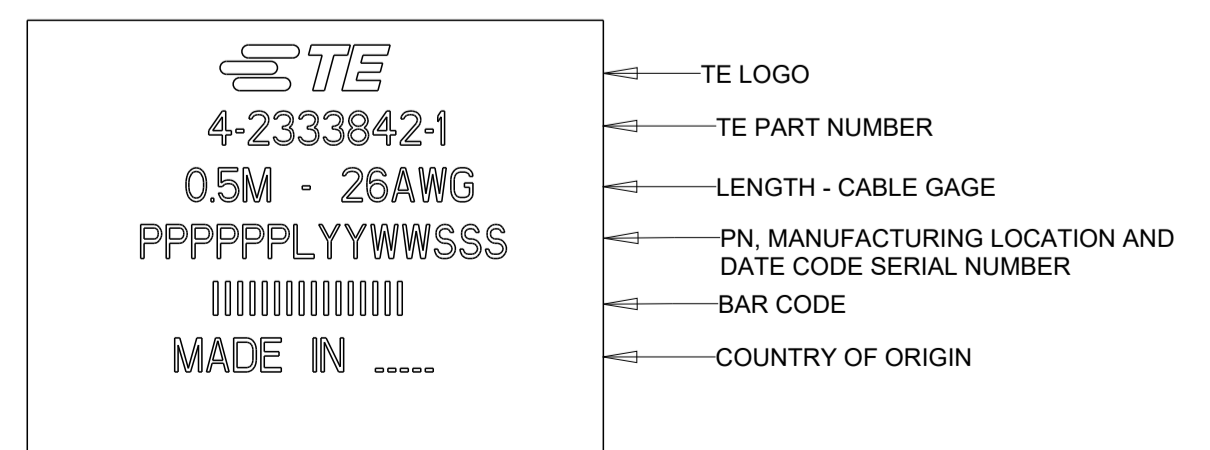 TE
TE LOGO
4-2333842-1
TE PART NUMBER
0.5M - 26AWG
LENGTH - CABLE GAGE
PPPPPPLYYWWSSS
PN, MANUFACTURING LOCATION AND
DATE CODE SERIAL NUMBER
BAR CODE
MADE IN _____
COUNTRY OF ORIGIN